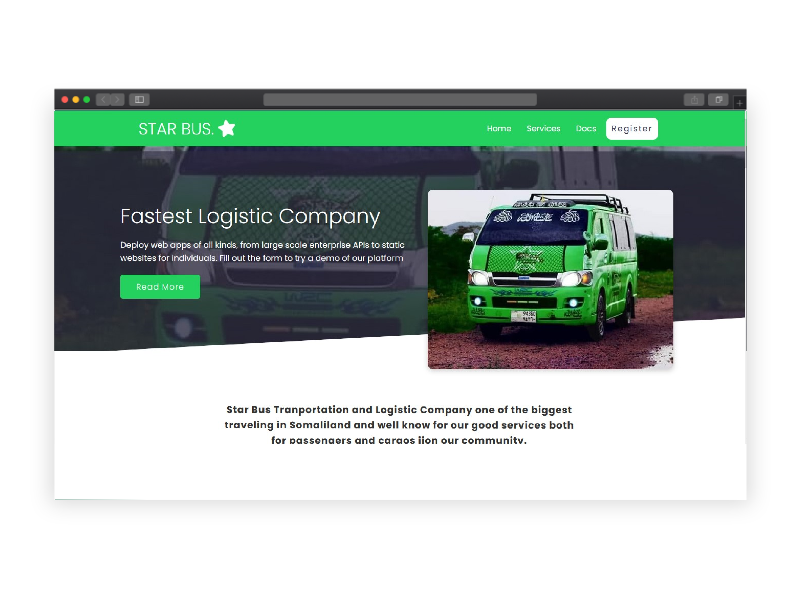 STAR BUS.
Home Services Docs Register
Fastest Logistic Company
Deploy web apps of all kinds, from large scale enterprise APIs to static
websites for individuals. Fill out the form to try a demo of our platform
Read More
Star Bus Tranportation and Logistic Company one of the biggest
traveling in Somaliland and well know for our good services both
for passengers and cargos iion our community.